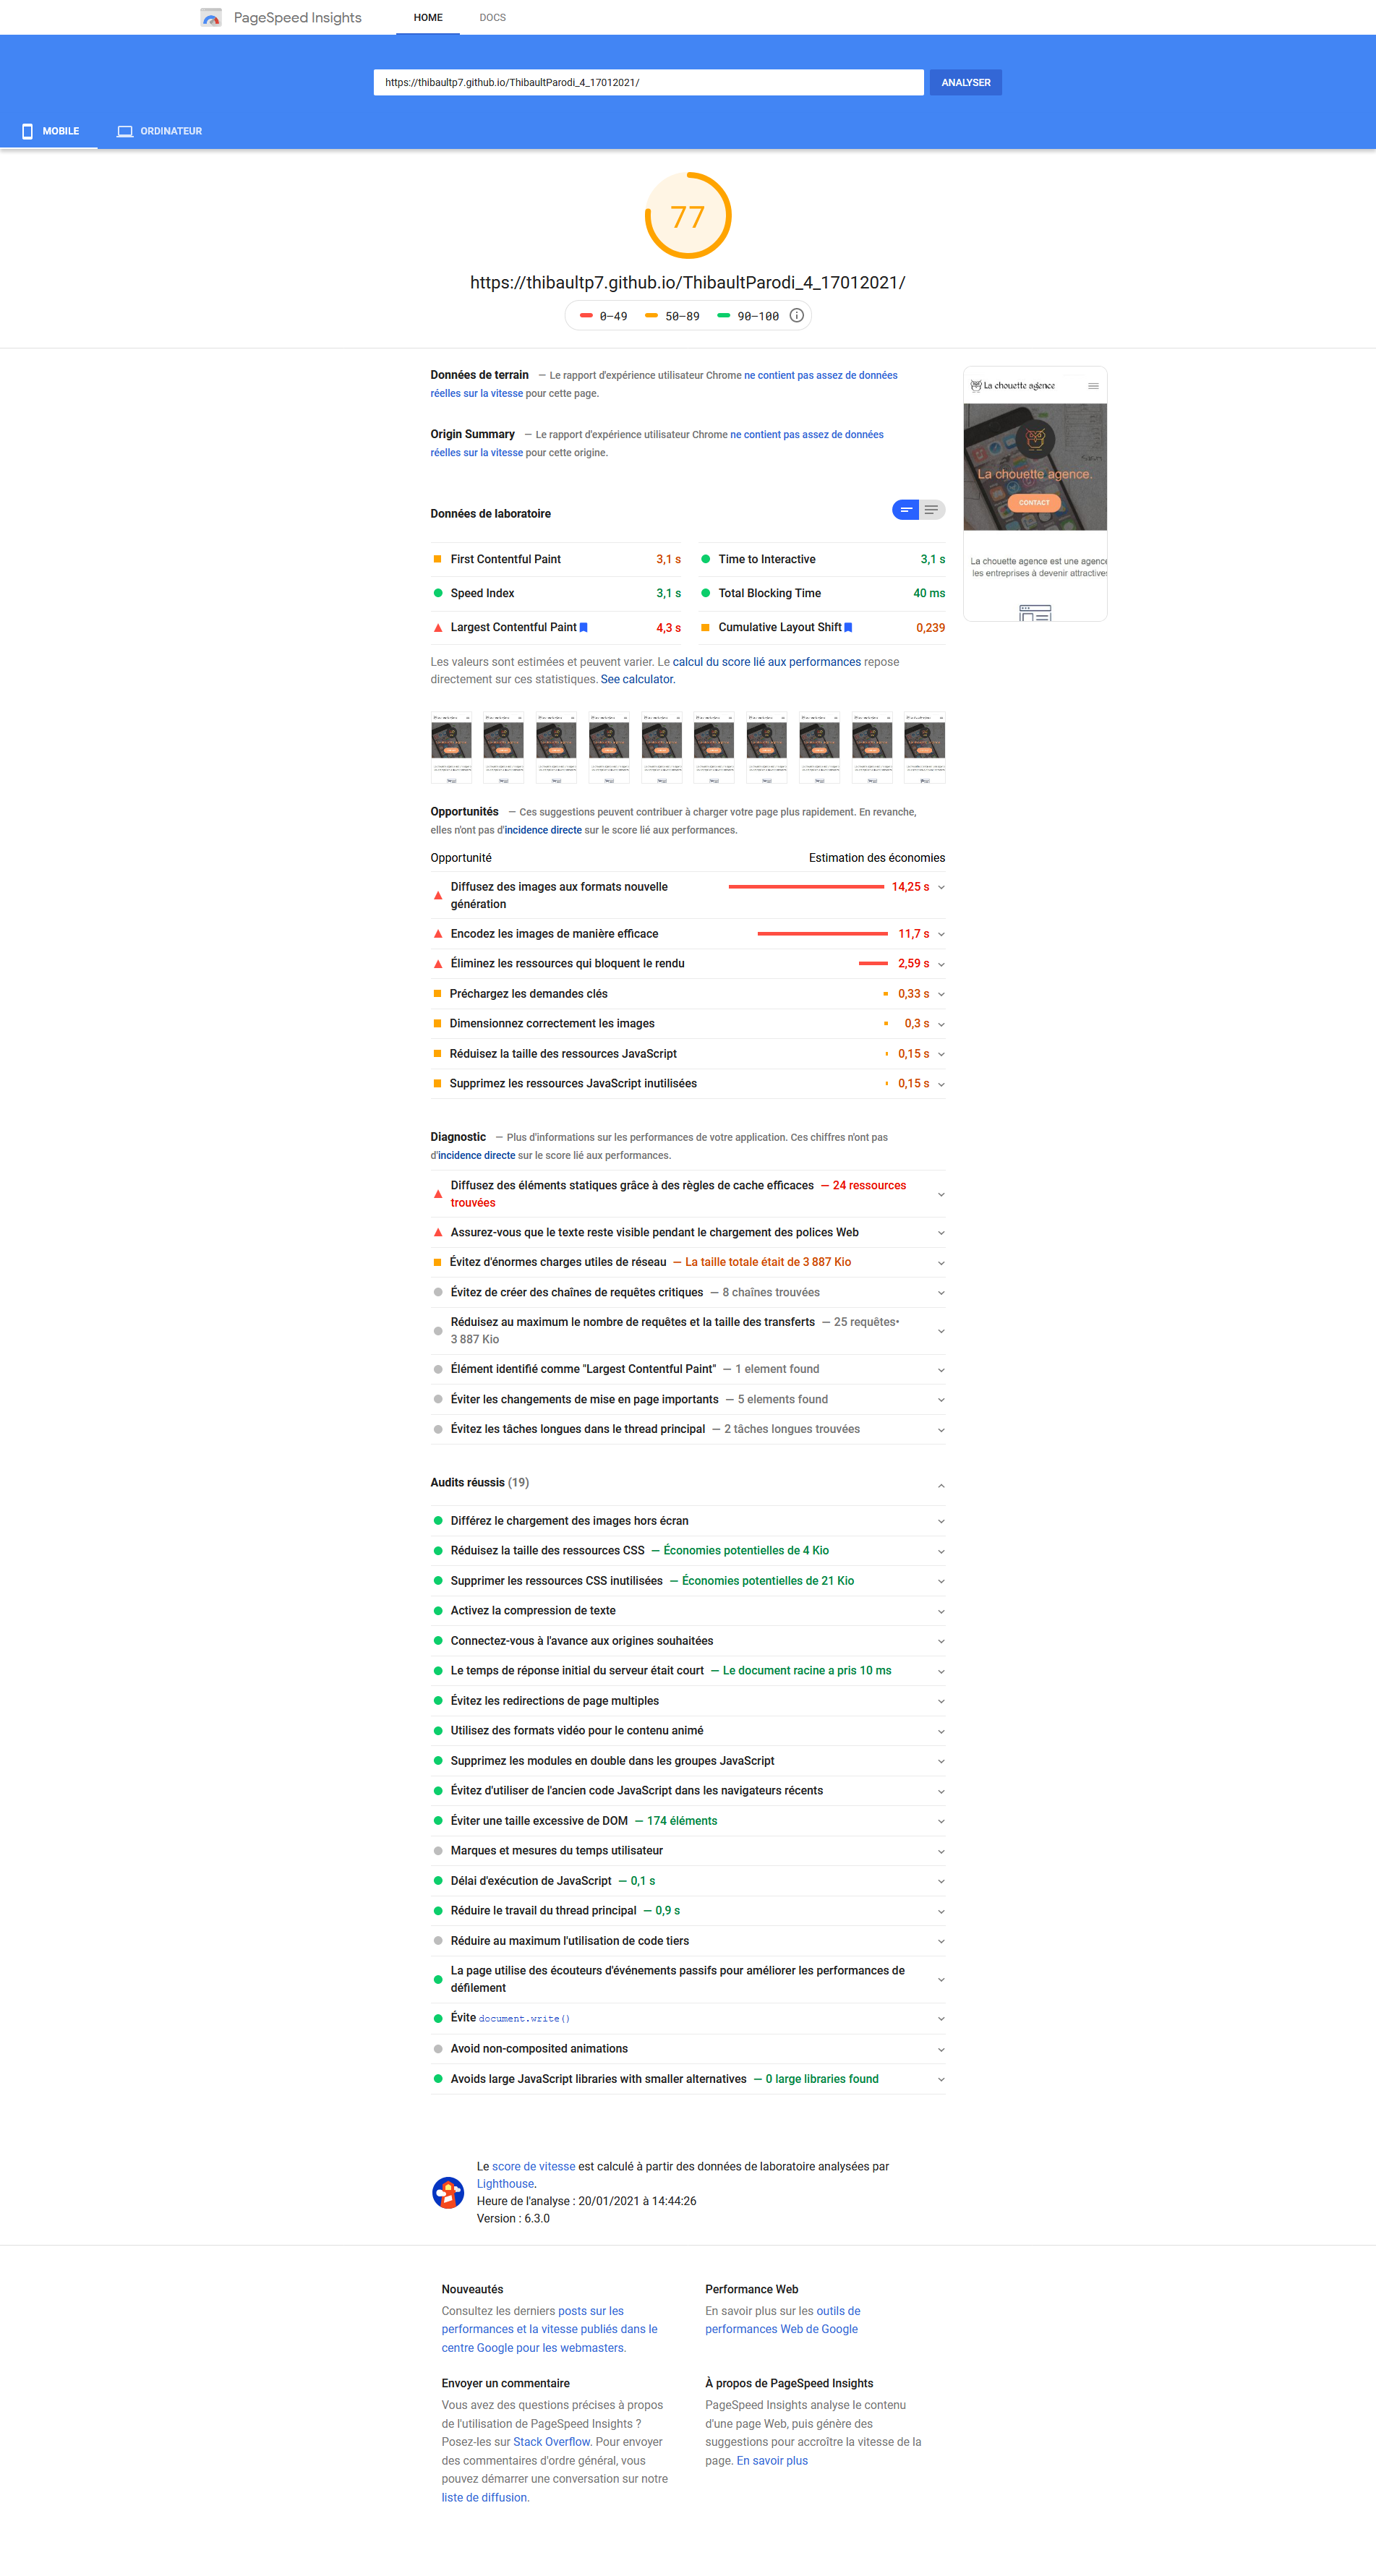 PageSpeed Insights
HOME
DOCS
https://thibaultp7.github.io/ThibaultParodi_4_17012021/
ANALYSER
MOBILE
ORDINATEUR
77
https://thibaultp7.github.io/ThibaultParodi_4_17012021/
0–49 50–89 90–100
Données de terrain — Le rapport d'expérience utilisateur Chrome ne contient pas assez de données
réelles sur la vitesse pour cette page.
La chouette agence
La chouette agence.
CONTACT
La chouette agence est une agence
les entreprises à devenir attractives
Origin Summary — Le rapport d'expérience utilisateur Chrome ne contient pas assez de données
réelles sur la vitesse pour cette origine.
Données de laboratoire
First Contentful Paint 3,1 s
Time to Interactive 3,1 s
Speed Index 3,1 s
Total Blocking Time 40 ms
Largest Contentful Paint 4,3 s
Cumulative Layout Shift 0,239
Les valeurs sont estimées et peuvent varier. Le calcul du score lié aux performances repose
directement sur ces statistiques. See calculator.
Opportunités — Ces suggestions peuvent contribuer à charger votre page plus rapidement. En revanche,
elles n'ont pas d'incidence directe sur le score lié aux performances.
Opportunité Estimation des économies
Diffusez des images aux formats nouvelle
génération
14,25 s
Encodez les images de manière efficace 11,7 s
Éliminez les ressources qui bloquent le rendu 2,59 s
Préchargez les demandes clés 0,33 s
Dimensionnez correctement les images 0,3 s
Réduisez la taille des ressources JavaScript 0,15 s
Supprimez les ressources JavaScript inutilisées 0,15 s
Diagnostic — Plus d'informations sur les performances de votre application. Ces chiffres n'ont pas
d'incidence directe sur le score lié aux performances.
Diffusez des éléments statiques grâce à des règles de cache efficaces — 24 ressources
trouvées
Assurez-vous que le texte reste visible pendant le chargement des polices Web
Évitez d'énormes charges utiles de réseau — La taille totale était de 3 887 Kio
Évitez de créer des chaînes de requêtes critiques — 8 chaînes trouvées
Réduisez au maximum le nombre de requêtes et la taille des transferts — 25 requêtes•
3 887 Kio
Élément identifié comme "Largest Contentful Paint" — 1 element found
Éviter les changements de mise en page importants — 5 elements found
Évitez les tâches longues dans le thread principal — 2 tâches longues trouvées
Audits réussis (19)
Différez le chargement des images hors écran
Réduisez la taille des ressources CSS — Économies potentielles de 4 Kio
Supprimer les ressources CSS inutilisées — Économies potentielles de 21 Kio
Activez la compression de texte
Connectez-vous à l'avance aux origines souhaitées
Le temps de réponse initial du serveur était court — Le document racine a pris 10 ms
Évitez les redirections de page multiples
Utilisez des formats vidéo pour le contenu animé
Supprimez les modules en double dans les groupes JavaScript
Évitez d'utiliser de l'ancien code JavaScript dans les navigateurs récents
Éviter une taille excessive de DOM — 174 éléments
Marques et mesures du temps utilisateur
Délai d'exécution de JavaScript — 0,1 s
Réduire le travail du thread principal — 0,9 s
Réduire au maximum l'utilisation de code tiers
La page utilise des écouteurs d'événements passifs pour améliorer les performances de
défilement
Évite document.write()
Avoid non-composited animations
Avoids large JavaScript libraries with smaller alternatives — 0 large libraries found
Le score de vitesse est calculé à partir des données de laboratoire analysées par
Lighthouse.
Heure de l'analyse : 20/01/2021 à 14:44:26
Version : 6.3.0
Nouveautés
Consultez les derniers posts sur les
performances et la vitesse publiés dans le
centre Google pour les webmasters.
Performance Web
En savoir plus sur les outils de
performances Web de Google
Envoyer un commentaire
Vous avez des questions précises à propos
de l'utilisation de PageSpeed Insights ?
Posez-les sur Stack Overflow. Pour envoyer
des commentaires d'ordre général, vous
pouvez démarrer une conversation sur notre
liste de diffusion.
À propos de PageSpeed Insights
PageSpeed Insights analyse le contenu
d'une page Web, puis génère des
suggestions pour accroître la vitesse de la
page. En savoir plus